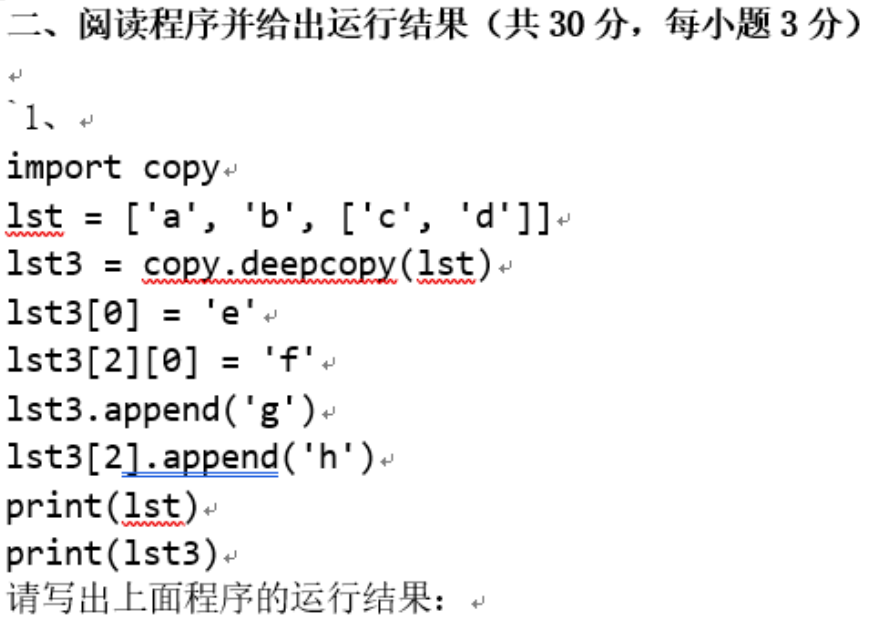 二、阅读程序并给出运行结果（共 30 分，每小题 3 分）
`1、
import copy
lst = ['a', 'b', ['c', 'd']]
lst3 = copy.deepcopy(lst)
lst3[0] = 'e'
lst3[2][0] = 'f'
lst3.append('g')
lst3[2].append('h')
print(lst)
print(lst3)
请写出上面程序的运行结果：